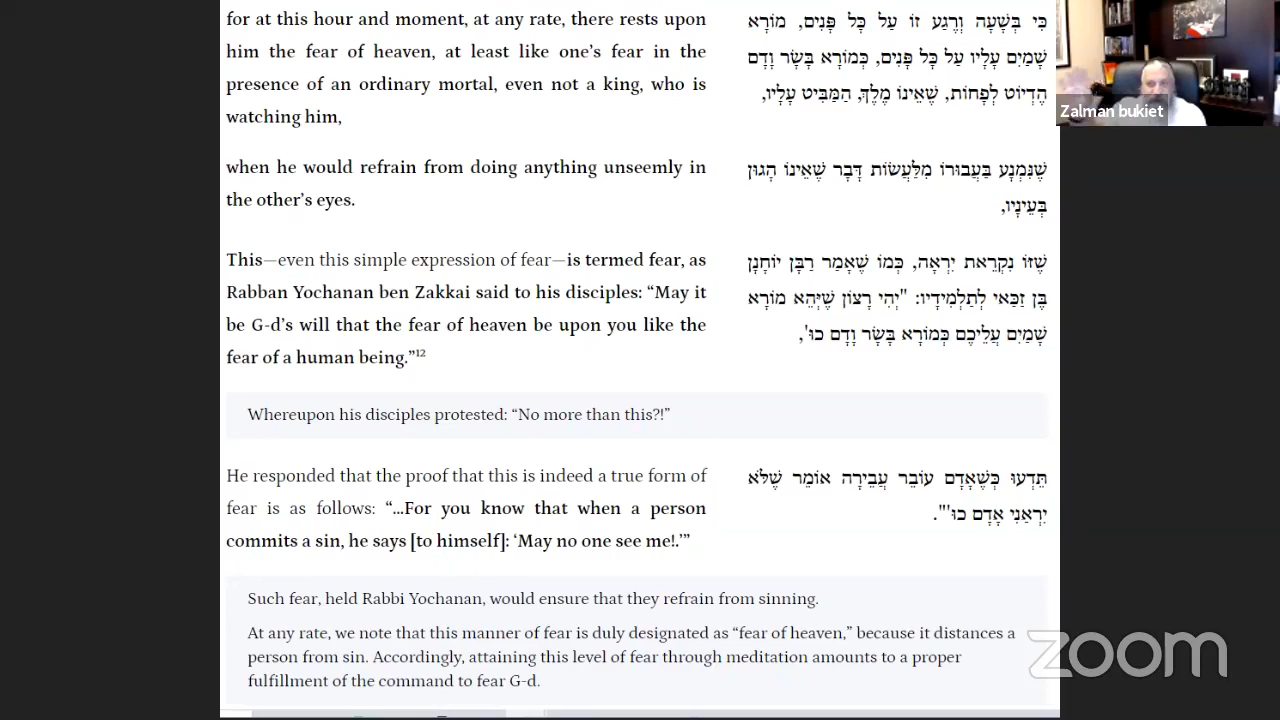 for at this hour and moment, at any rate, there rests upon
him the fear of heaven, at least like one’s fear in the
presence of an ordinary mortal, even not a king, who is
watching him,
כִּי בְּשָׁעָה וְרֶגַע זוֹ עַל כָּל פָּנִים, מוֹרָא
שָׁמַיִם עָלָיו עַל כָּל פָּנִים, כְּמוֹרָא בָּשָׂר וָדָם
הֶדְיוֹט לְפָחוֹת, שֶׁאֵינוֹ מֶלֶךְ, הַמַּבִּיט עָלָיו,
when he would refrain from doing anything unseemly in
the other’s eyes.
שֶׁנִּמְנָע בַּעֲבוּרוֹ מִלַּעֲשׂוֹת דָּבָר שֶׁאֵינוֹ הָגוּן
בְּעֵינָיו,
This—even this simple expression of fear—is termed fear, as
Rabban Yochanan ben Zakkai said to his disciples: “May it
be G-d’s will that the fear of heaven be upon you like the
fear of a human being.”12
שֶׁזּוֹ נִקְרֵאת יִרְאָה, כְּמוֹ שֶׁאָמַר רַבָּן יוֹחָנָן
בֶּן זַכַּאי לְתַלְמִידָיו: "יְהִי רָצוֹן שֶׁיְּהֵא מוֹרָא
שָׁמַיִם עֲלֵיכֶם כְּמוֹרָא בָּשָׂר וָדָם כוּ',
Whereupon his disciples protested: “No more than this?!”
He responded that the proof that this is indeed a true form of
fear is as follows: “…For you know that when a person
commits a sin, he says [to himself]: ‘May no one see me!.’”
תֵּדְעוּ כְּשֶׁאָדָם עוֹבֵר עֲבֵירָה אוֹמֵר שֶׁלֹּא
יִרְאַנִי אָדָם כוּ'".
Such fear, held Rabbi Yochanan, would ensure that they refrain from sinning.
At any rate, we note that this manner of fear is duly designated as “fear of heaven,” because it distances a
person from sin. Accordingly, attaining this level of fear through meditation amounts to a proper
fulfillment of the command to fear G-d.
Zalman bukiet
zoom